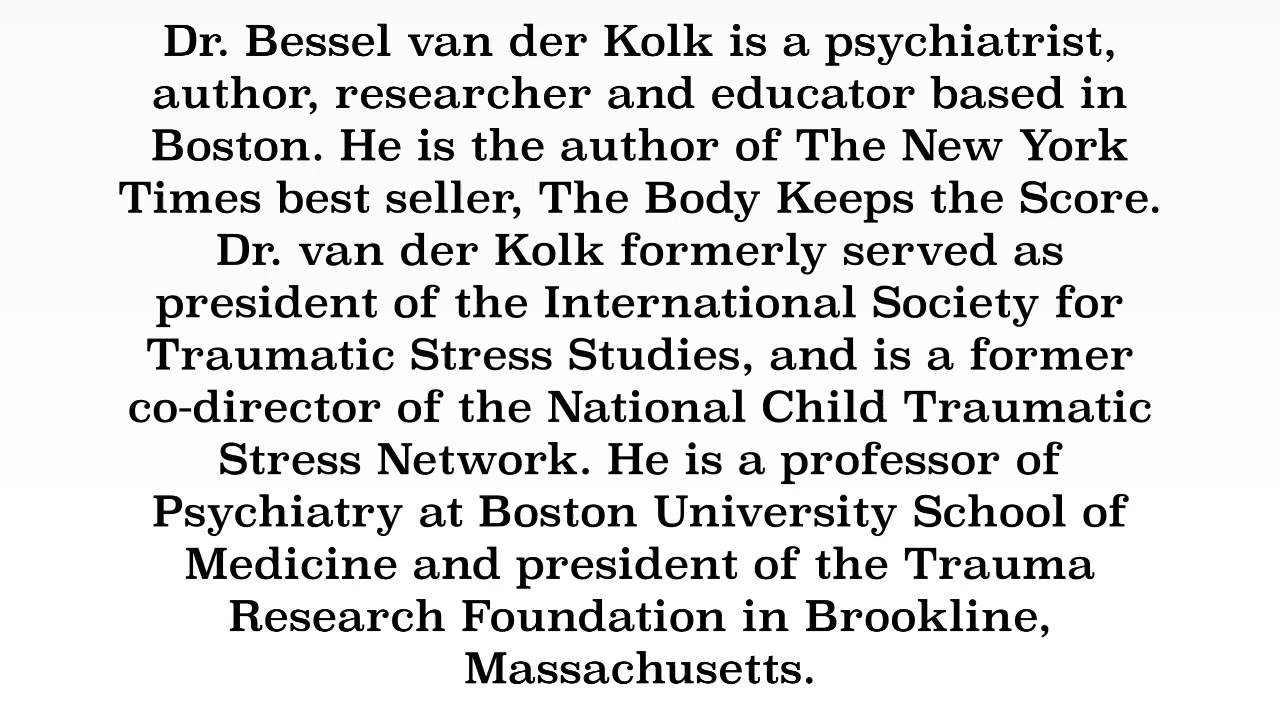 Dr. Bessel van der Kolk is a psychiatrist,
author, researcher and educator based in
Boston. He is the author of The New York
Times best seller, The Body Keeps the Score.
Dr. van der Kolk formerly served as
president of the International Society for
Traumatic Stress Studies, and is a former
co-director of the National Child Traumatic
Stress Network. He is a professor of
Psychiatry at Boston University School of
Medicine and president of the Trauma
Research Foundation in Brookline,
Massachusetts.